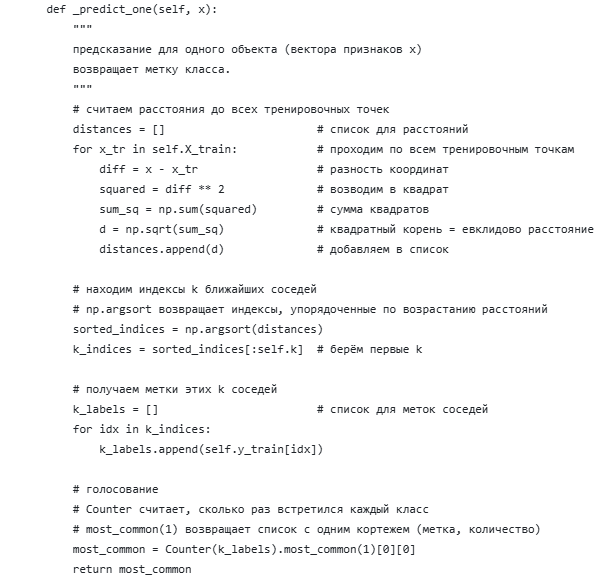 def _predict_one(self, x):
"""
предсказание для одного объекта (вектора признаков x)
возвращает метку класса.
"""
# считаем расстояния до всех тренировочных точек
distances = [] # список для расстояний
for x_tr in self.X_train: # проходим по всем тренировочным точкам
diff = x - x_tr # разность координат
squared = diff ** 2 # возводим в квадрат
sum_sq = np.sum(squared) # сумма квадратов
d = np.sqrt(sum_sq) # квадратный корень = евклидово расстояние
distances.append(d) # добавляем в список
# находим индексы k ближайших соседей
# np.argsort возвращает индексы, упорядоченные по возрастанию расстояний
sorted_indices = np.argsort(distances)
k_indices = sorted_indices[:self.k] # берём первые k
# получаем метки этих k соседей
k_labels = [] # список для меток соседей
for idx in k_indices:
k_labels.append(self.y_train[idx])
# голосование
# Counter считает, сколько раз встретился каждый класс
# most_common(1) возвращает список с одним кортежем (метка, количество)
most_common = Counter(k_labels).most_common(1)[0][0]
return most_common